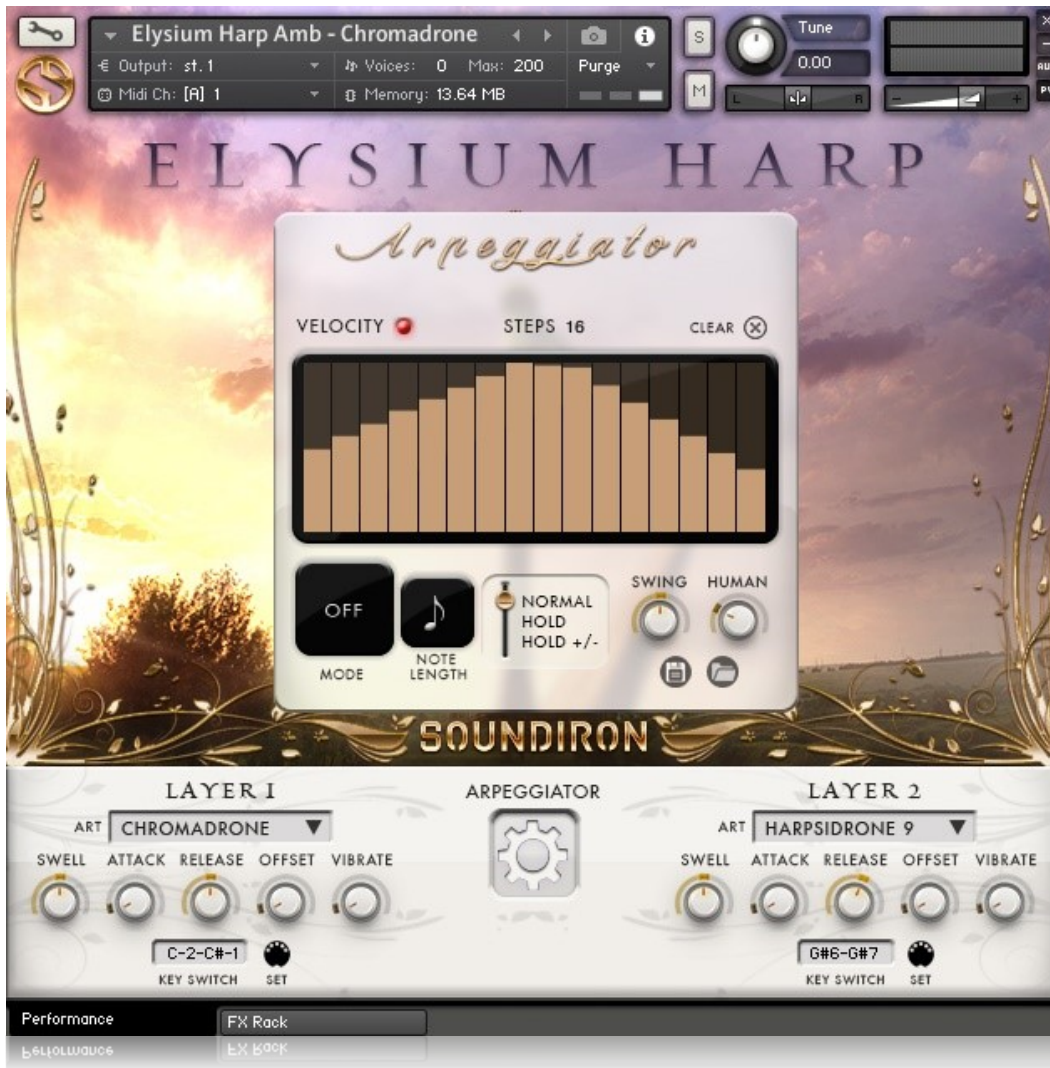 Elysium Harp Amb - Chromadrone
Output: st.1
Voices: 0 Max: 200
Purge
Midi Ch: [A] 1
Memory: 13.64 MB
S
M
Tune
0.00
L
R
-
+
AU
ELYSIUM HARP
Arpeggiator
VELOCITY
STEPS 16
CLEAR
OFF
MODE
NOTE
LENGTH
NORMAL
HOLD
HOLD +/-
SWING
HUMAN
SOUNDIRON
LAYER 1
ART CHROMADRONE
SWELL ATTACK RELEASE OFFSET VIBRATE
C-2-C#-1
KEY SWITCH SET
ARPEGGIATOR
LAYER 2
ART HARPSIDRONE 9
SWELL ATTACK RELEASE OFFSET VIBRATE
G#6-G#7
KEY SWITCH SET
Performance
FX Rack